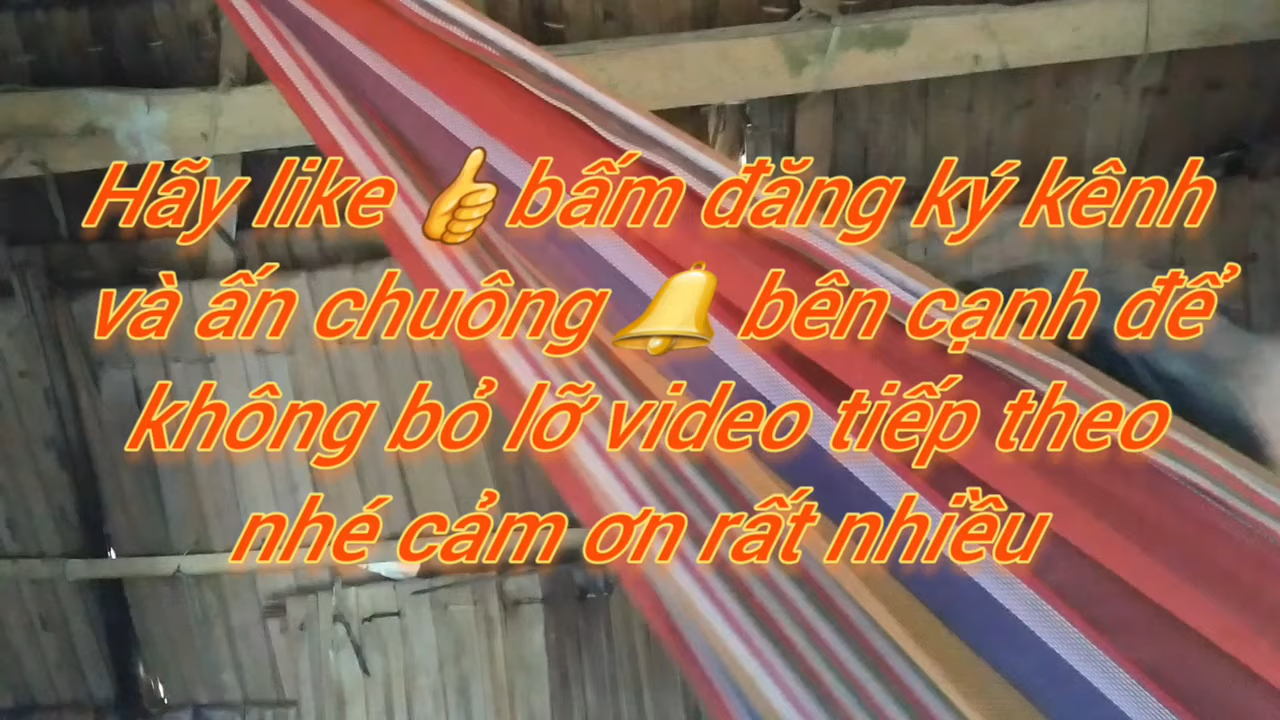 Hãy like 👍 bấm đăng ký kênh
và ấn chuông 🔔 bên cạnh để
không bỏ lỡ video tiếp theo
nhé cảm ơn rất nhiều